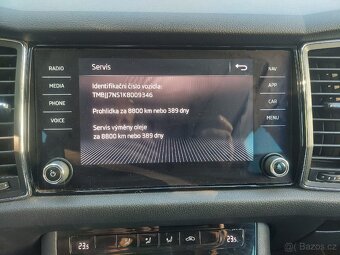 RADIO
MEDIA
PHONE
VOICE
Servis
Identifikační číslo vozidla:
TMBJJ7NS1K8009346
Prohlídka za 8800 km nebo 389 dny
Servis výměny oleje
za 8800 km nebo 389 dny
NAV
APP
CAR
MENU
23.5
23.5
Bazoš.cz